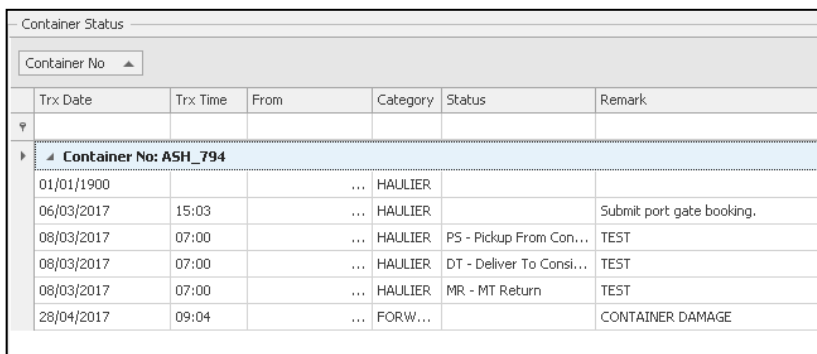 Container Status
Container No
Trx Date Trx Time From Category Status Remark
Container No: ASH_794
01/01/1900 ... HAULIER
06/03/2017 15:03 ... HAULIER Submit port gate booking.
08/03/2017 07:00 ... HAULIER PS - Pickup From Con... TEST
08/03/2017 07:00 ... HAULIER DT - Deliver To Consi... TEST
08/03/2017 07:00 ... HAULIER MR - MT Return TEST
28/04/2017 09:04 ... FORW... CONTAINER DAMAGE